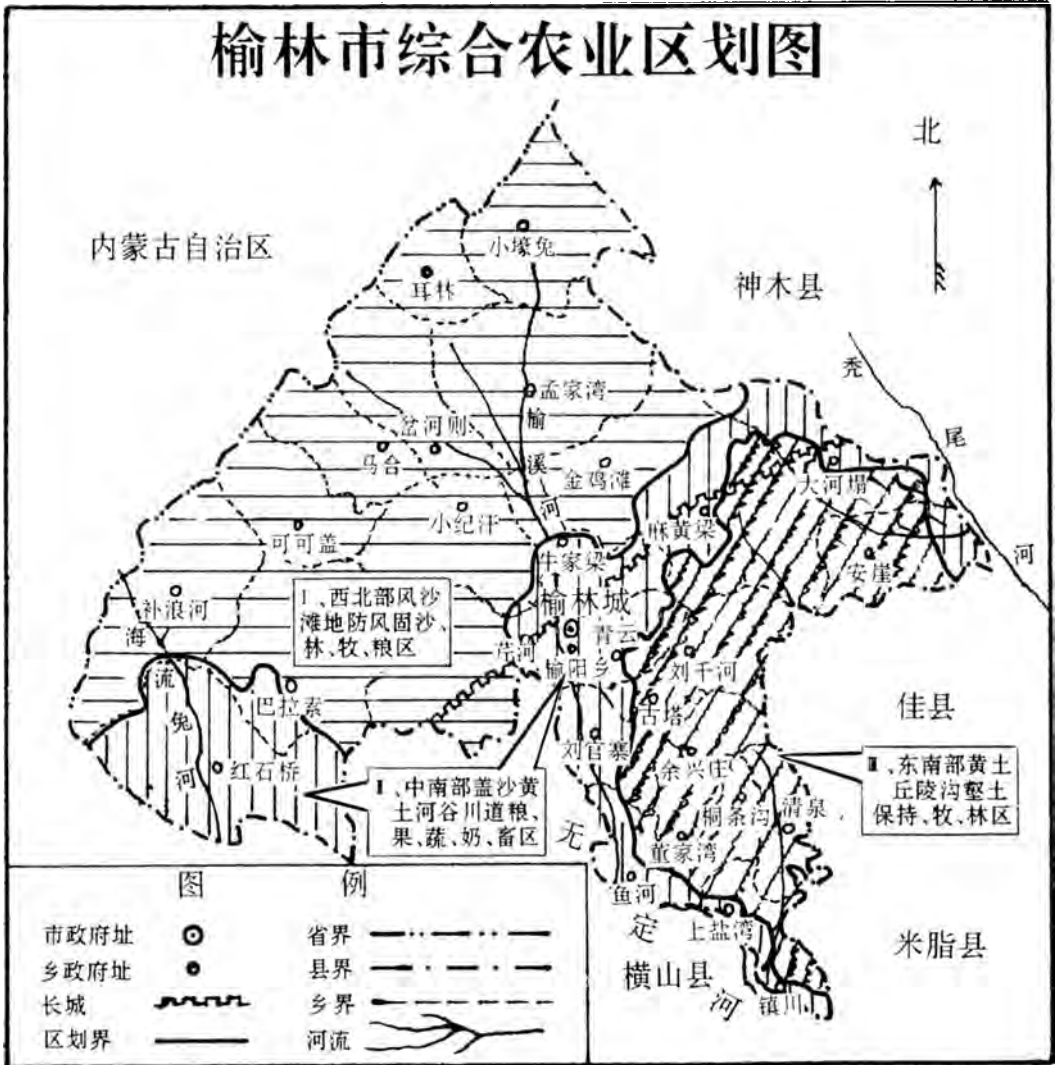 榆林市综合农业区划图
北
内蒙古自治区
神木县
小壕兔
耳林
秃
尾
河
孟家湾
榆
溪
河
岔河则
马合
金鸡滩
大河塌
小纪汗
麻黄梁
可可盖
牛家梁
安崖
补浪河
榆林城
Ⅰ、西北部风沙
滩地防风固沙、
林、牧、粮区
青云
海
流
兔
河
芹河
榆阳乡
刘千河
巴拉素
古塔
佳县
刘官寨
红石桥
余兴庄
Ⅱ、中南部盖沙黄
土河谷川道粮、
果、蔬、奶、畜区
Ⅲ、东南部黄土
丘陵沟壑土
保持、牧、林区
桐条沟
清泉
无
定
河
董家湾
鱼河
上盐湾
米脂县
横山县
镇川
图 例
市政府址
省界
乡政府址
县界
长城
乡界
区划界
河流